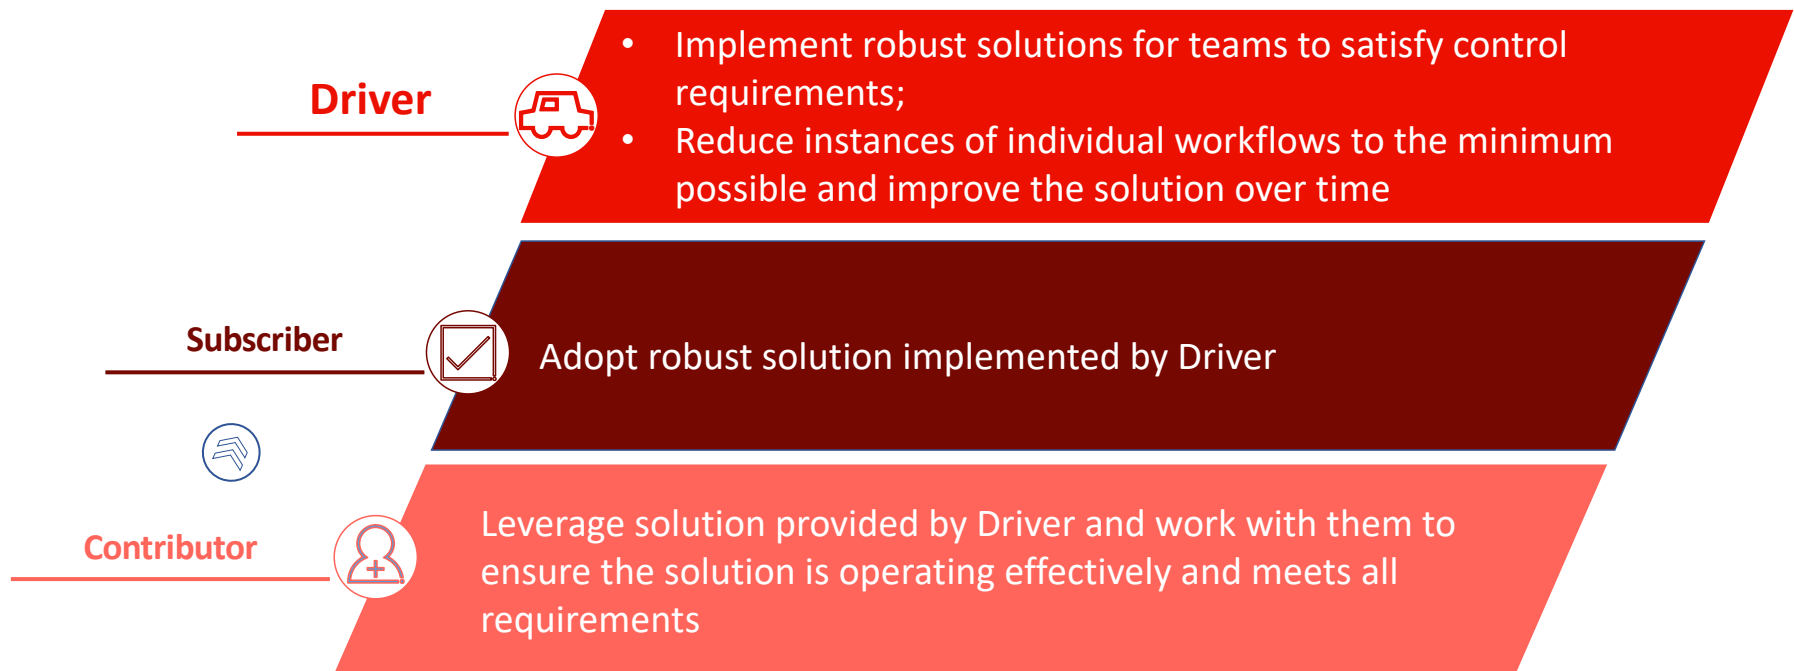 Driver
• Implement robust solutions for teams to satisfy control
requirements;
• Reduce instances of individual workflows to the minimum
possible and improve the solution over time
Subscriber
Adopt robust solution implemented by Driver
Contributor
Leverage solution provided by Driver and work with them to
ensure the solution is operating effectively and meets all
requirements